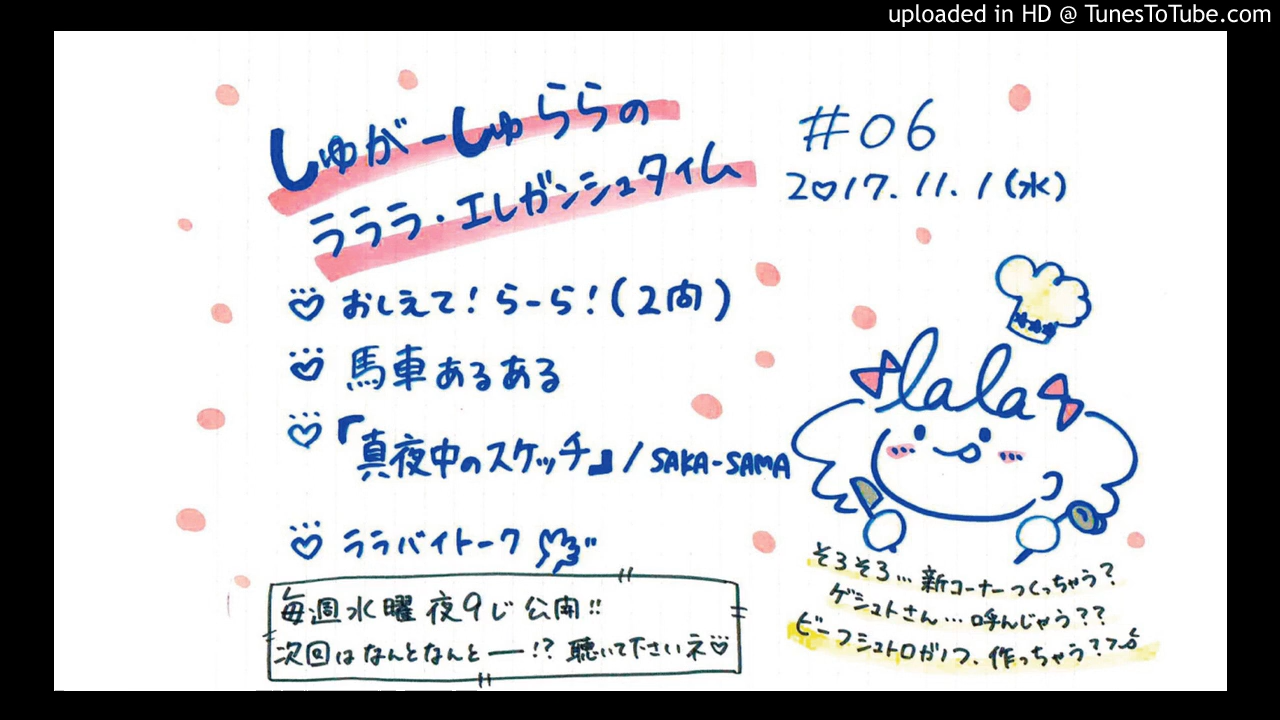 uploaded in HD @ TunesToTube.com
しゅがーしゅららの
ラララ・エレガンシュタイム
#06
2♡17.11.1(水)
♡ おしえて!らーら!(2問)
♡ 馬車あるある
♡ 『真夜中のスケッチ』/SAKA-SAMA
♡ ララバイトーク
毎週水曜夜9じ公開!!
次回はなんとなんとー!? 聴いて下さいネ♡
lala
そろそろ…新コーナーつくっちゃう?
ゲシュトさん…呼んじゃう??
ビーフシュトロガノフ、作っちゃう??